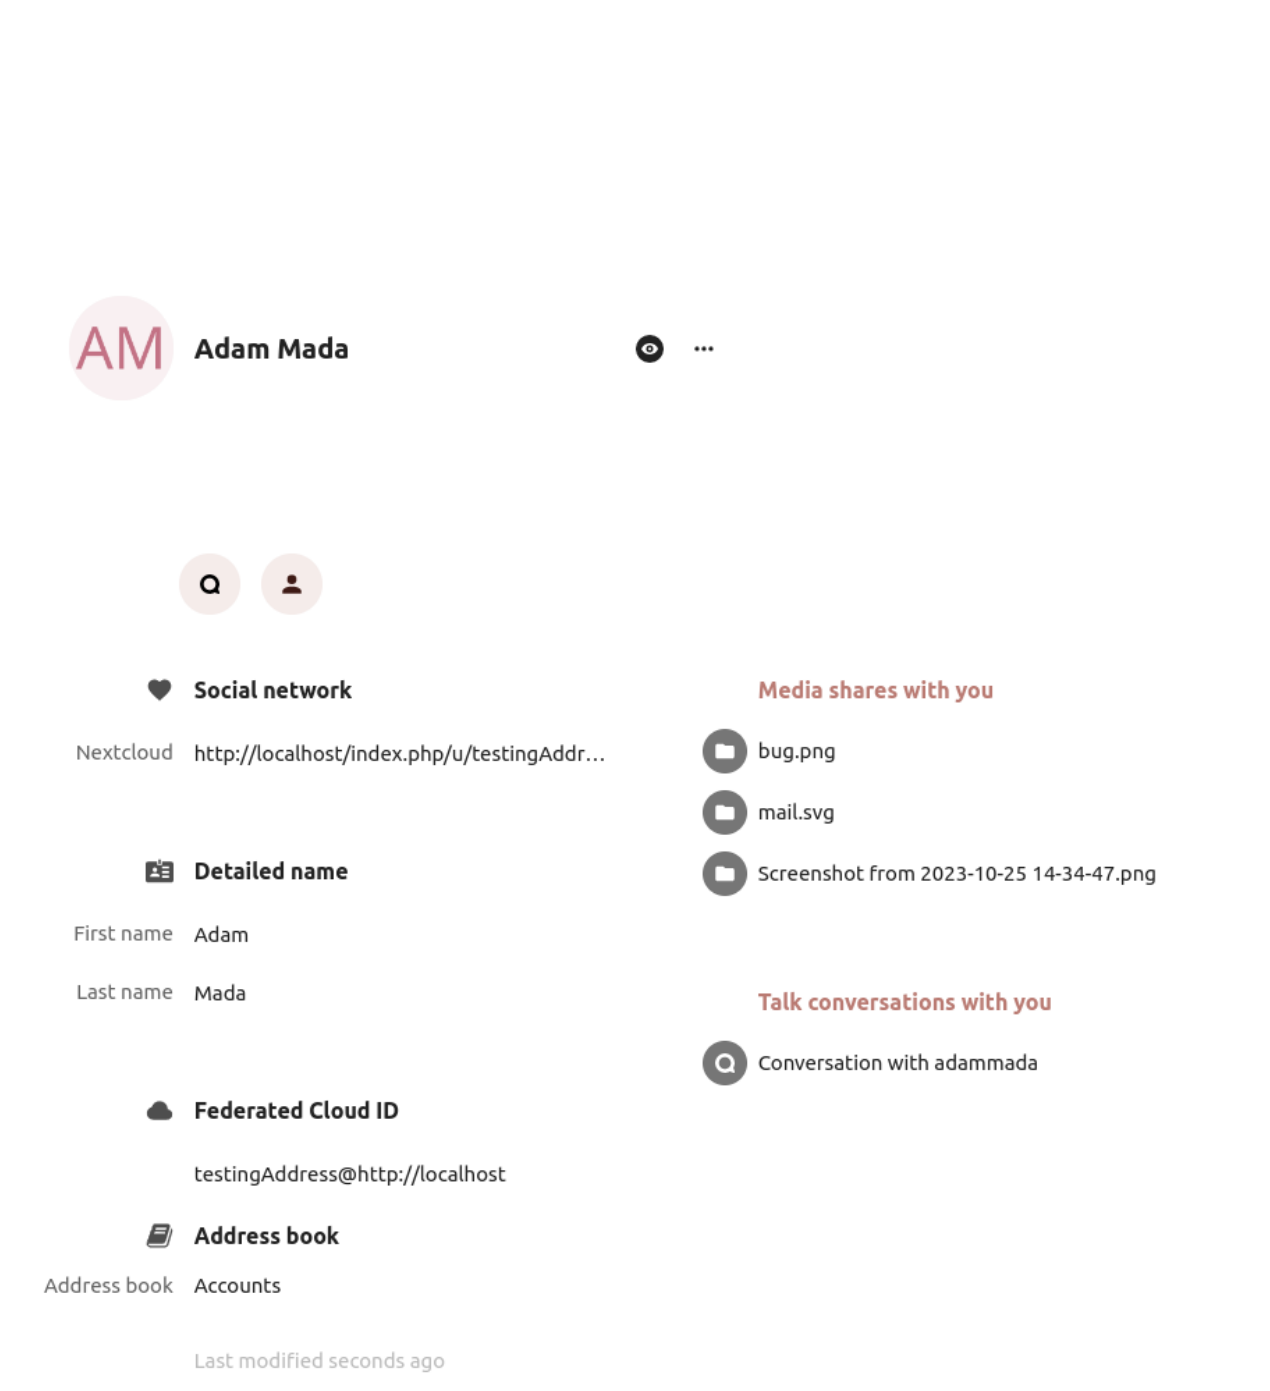 AM
Adam Mada
Social network
Nextcloud http://localhost/index.php/u/testingAddr…
Detailed name
First name Adam
Last name Mada
Federated Cloud ID
testingAddress@http://localhost
Address book
Address book Accounts
Last modified seconds ago
Media shares with you
bug.png
mail.svg
Screenshot from 2023-10-25 14-34-47.png
Talk conversations with you
Conversation with adammada